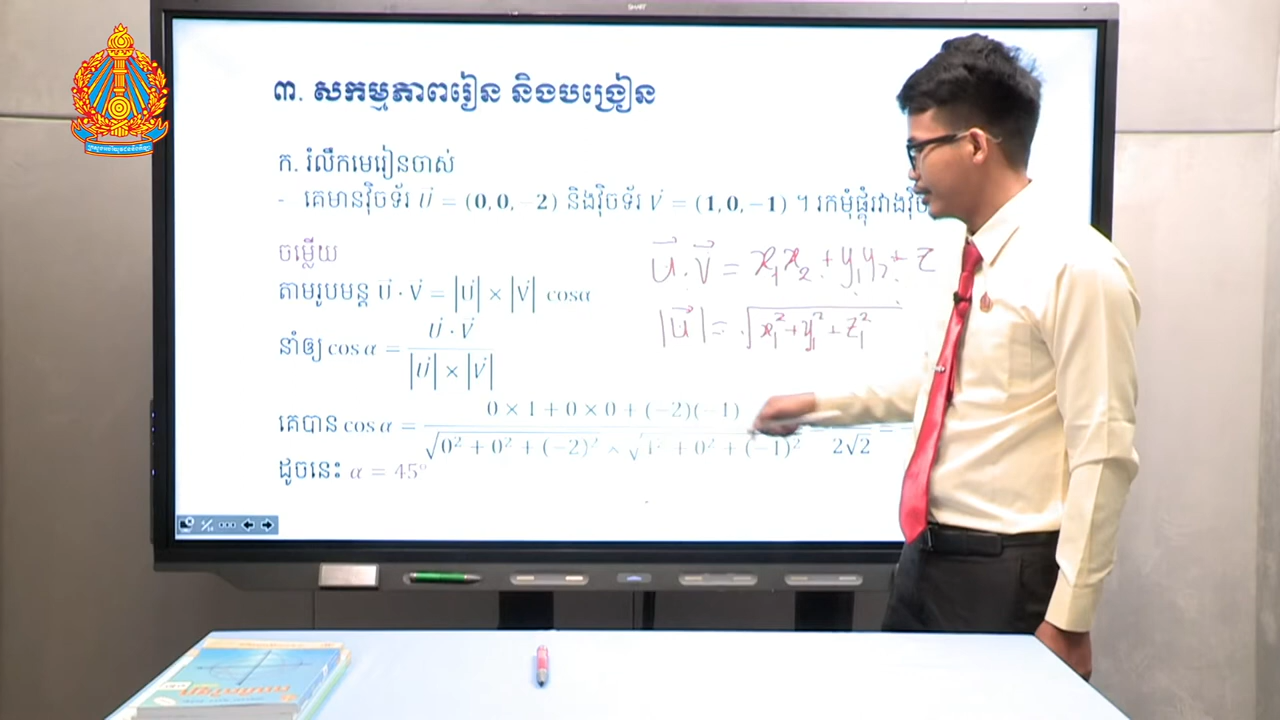 SMART
៣. សកម្មភាពរៀន និងបង្រៀន
ក. រំលឹកមេរៀនចាស់
- គេមានវ៉ិចទ័រ U⃗ = (0, 0, −2) និងវ៉ិចទ័រ V⃗ = (1, 0, −1) ។ រកមុំផ្គុំរវាង
ចម្លើយ
តាមរូបមន្ត U⃗ · V⃗ = |U⃗| × |V⃗| cosα
នាំឲ្យ cos α = (U⃗ · V⃗) / (|U⃗| × |V⃗|)
គេបាន cos α = (0 × 1 + 0 × 0 + (−2)(−1)) / (√(0² + 0² + (−2)²) × √(1² + 0² + (−1)²)) = / 2√2 =
ដូចនេះ α = 45°
U⃗ . V⃗ = x₁x₂ + y₁y₂ + z
|U⃗| = √(x₁² + y₁² + z₁²)